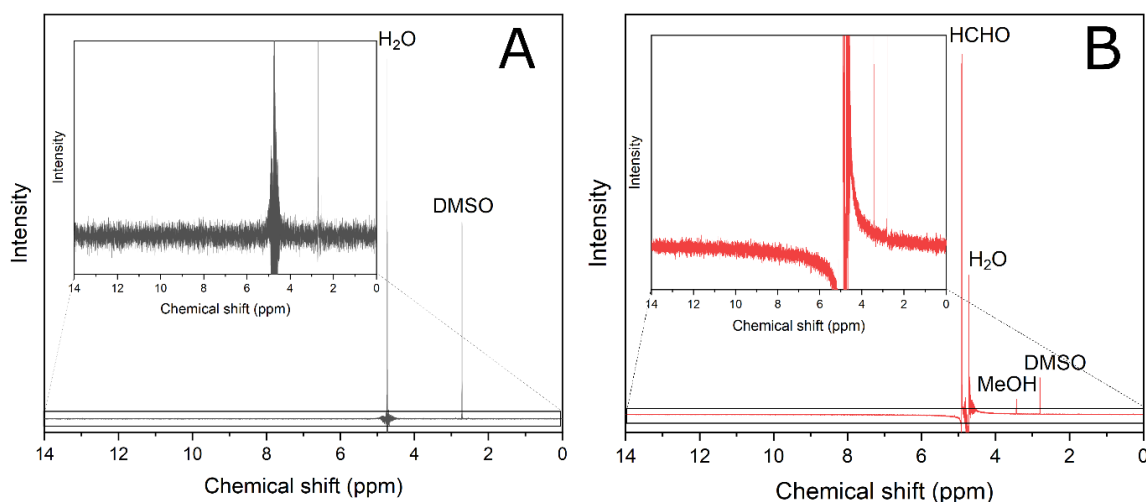 A
H₂O
DMSO
Intensity
14 12 10 8 6 4 2 0
Chemical shift (ppm)
Intensity
14 12 10 8 6 4 2 0
Chemical shift (ppm)
B
HCHO
H₂O
DMSO
MeOH
Intensity
14 12 10 8 6 4 2 0
Chemical shift (ppm)
Intensity
14 12 10 8 6 4 2 0
Chemical shift (ppm)